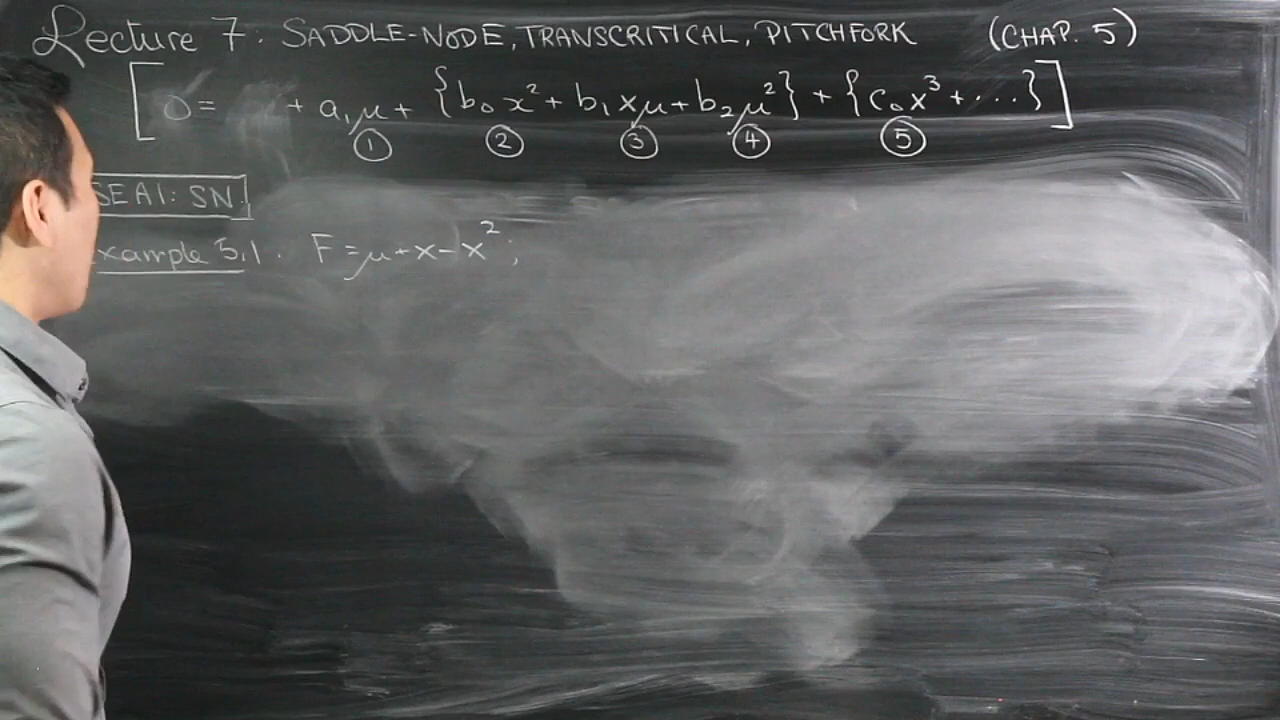 Lecture 7: SADDLE-NODE, TRANSCRITICAL, PITCHFORK (CHAP. 5)
[0 = + a₁μ + {b₀x² + b₁xμ + b₂μ²} + {c₀x³ + ...}]
① ② ③ ④ ⑤
SE A1: SN.
xample 5.1. F = μ + x - x²;